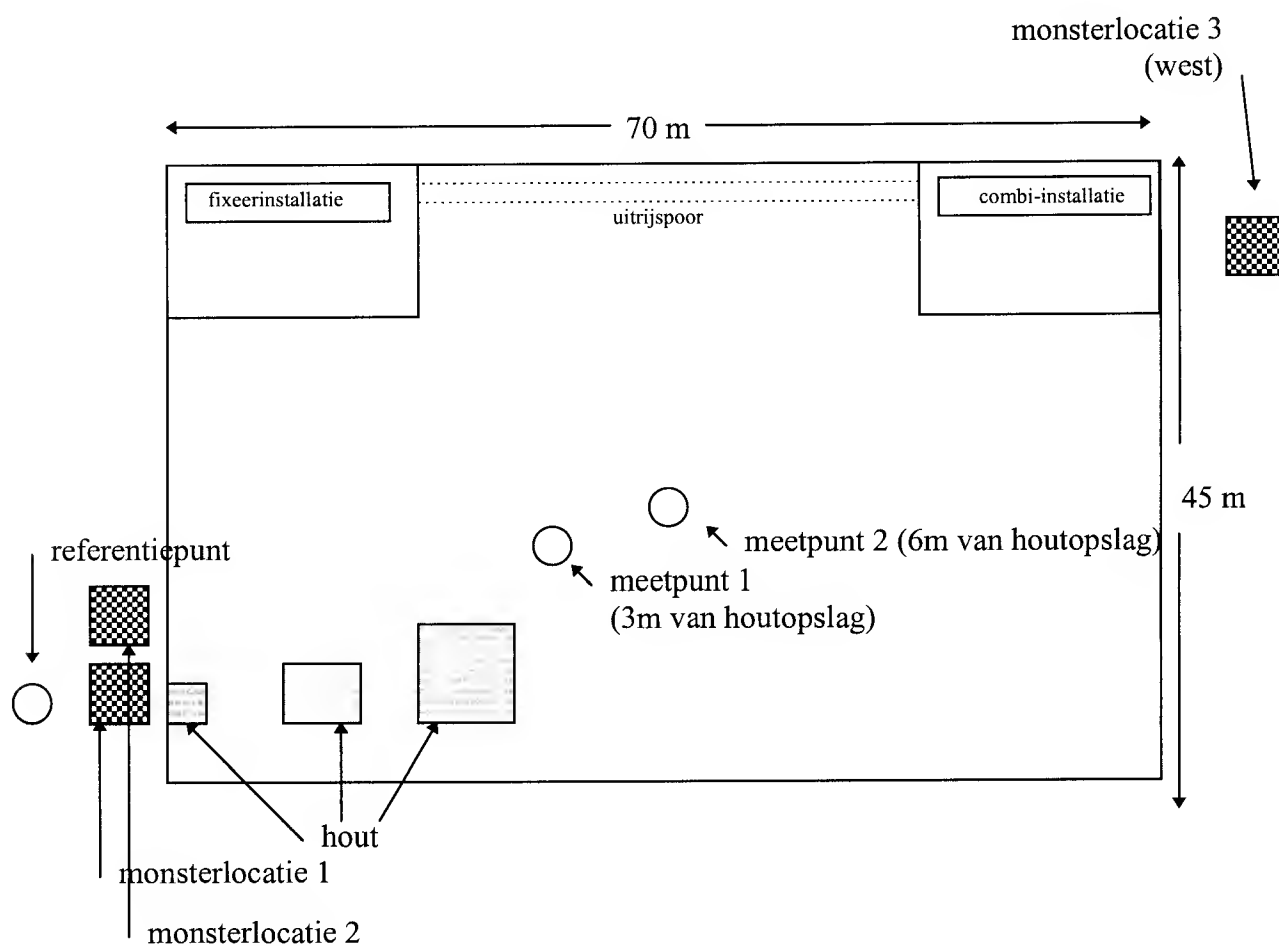 monsterlocatie 3
(west)
70 m
fixeerinstallatie
combi-installatie
uitrijspoor
45 m
referentiepunt
meetpunt 2 (6m van houtopslag)
meetpunt 1
(3m van houtopslag)
hout
monsterlocatie 1
monsterlocatie 2